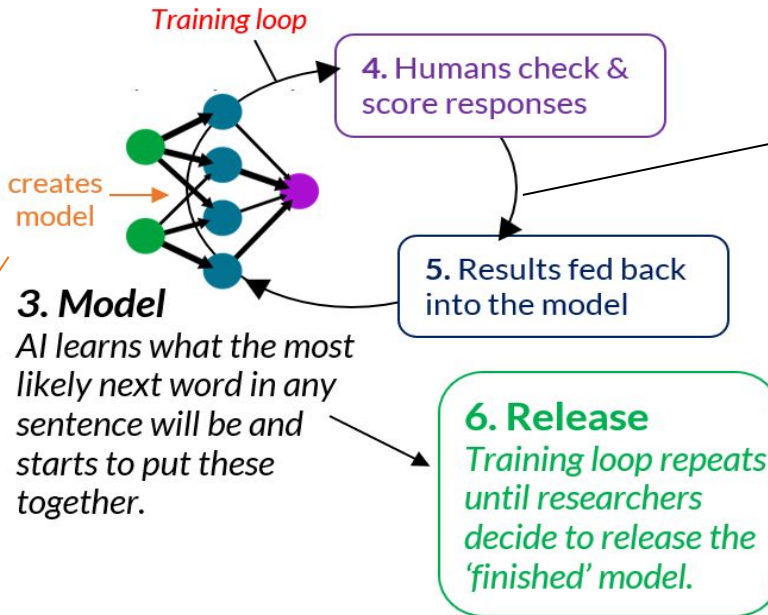 Training loop
4. Humans check &
score responses
creates
model
5. Results fed back
into the model
3. Model
AI learns what the most
likely next word in any
sentence will be and
starts to put these
together.
6. Release
Training loop repeats
until researchers
decide to release the
‘finished’ model.